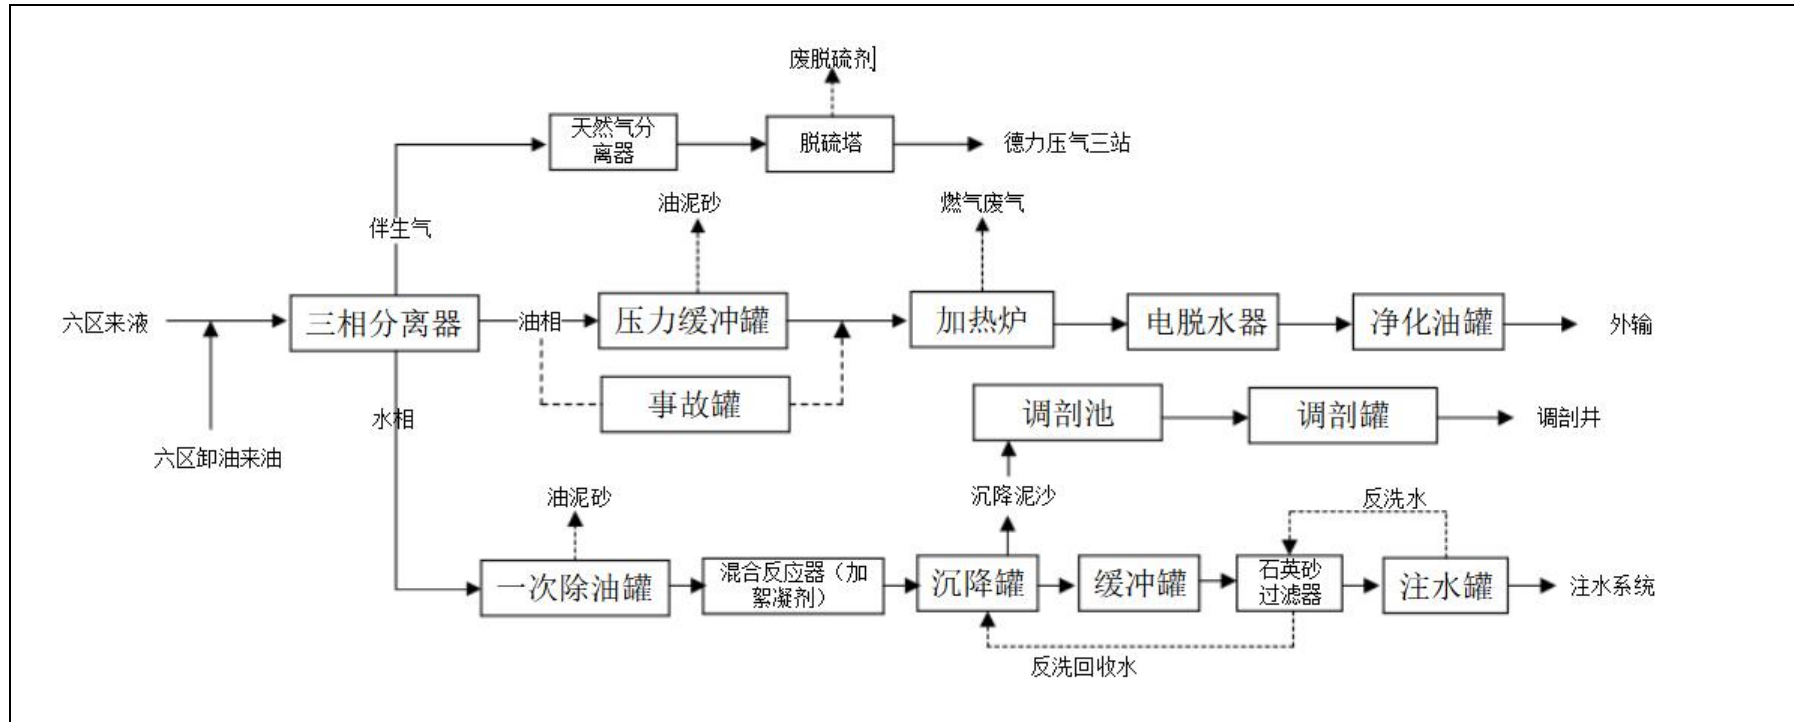 废脱硫剂
天然气分
离器
脱硫塔
德力压气三站
油泥砂
燃气废气
伴生气
六区来液
三相分离器
油相
压力缓冲罐
加热炉
电脱水器
净化油罐
外输
事故罐
调剖池
调剖罐
调剖井
水相
六区卸油来油
油泥砂
沉降泥沙
反洗水
一次除油罐
混合反应器（加
絮凝剂）
沉降罐
缓冲罐
石英砂
过滤器
注水罐
注水系统
反洗回收水